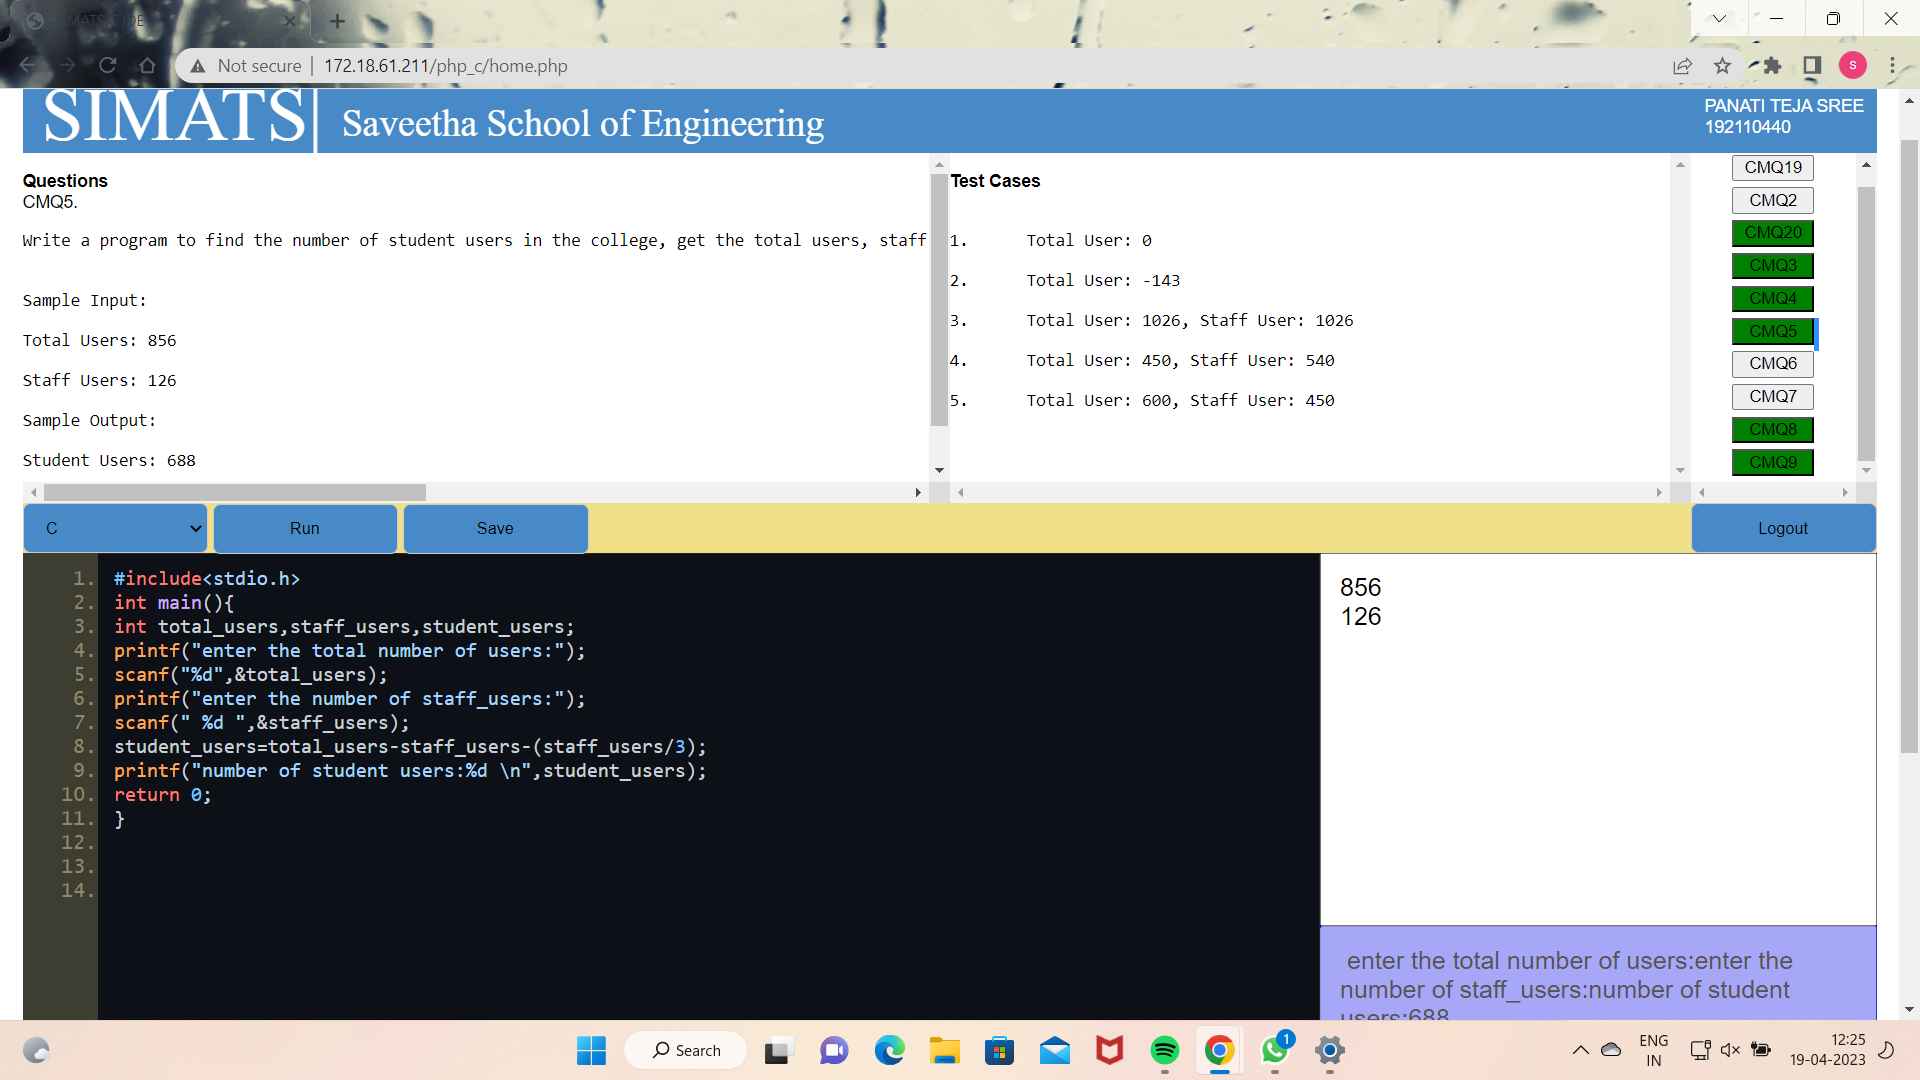 SIMATS C IDE
Not secure | 172.18.61.211/php_c/home.php
S
SIMATS|
Saveetha School of Engineering
PANATI TEJA SREE
192110440
Questions
CMQ5.
Write a program to find the number of student users in the college, get the total users, staff
Sample Input:
Total Users: 856
Staff Users: 126
Sample Output:
Student Users: 688
Test Cases
1. Total User: 0
2. Total User: -143
3. Total User: 1026, Staff User: 1026
4. Total User: 450, Staff User: 540
5. Total User: 600, Staff User: 450
CMQ19
CMQ2
CMQ20
CMQ3
CMQ4
CMQ5
CMQ6
CMQ7
CMQ8
CMQ9
C
Run
Save
Logout
1. #include<stdio.h>
2. int main(){
3. int total_users,staff_users,student_users;
4. printf("enter the total number of users:");
5. scanf("%d",&total_users);
6. printf("enter the number of staff_users:");
7. scanf(" %d ",&staff_users);
8. student_users=total_users-staff_users-(staff_users/3);
9. printf("number of student users:%d \n",student_users);
10. return 0;
11. }
12.
13.
14.
856
126
enter the total number of users:enter the
number of staff_users:number of student
users:688
Search
1
ENG
IN
12:25
19-04-2023